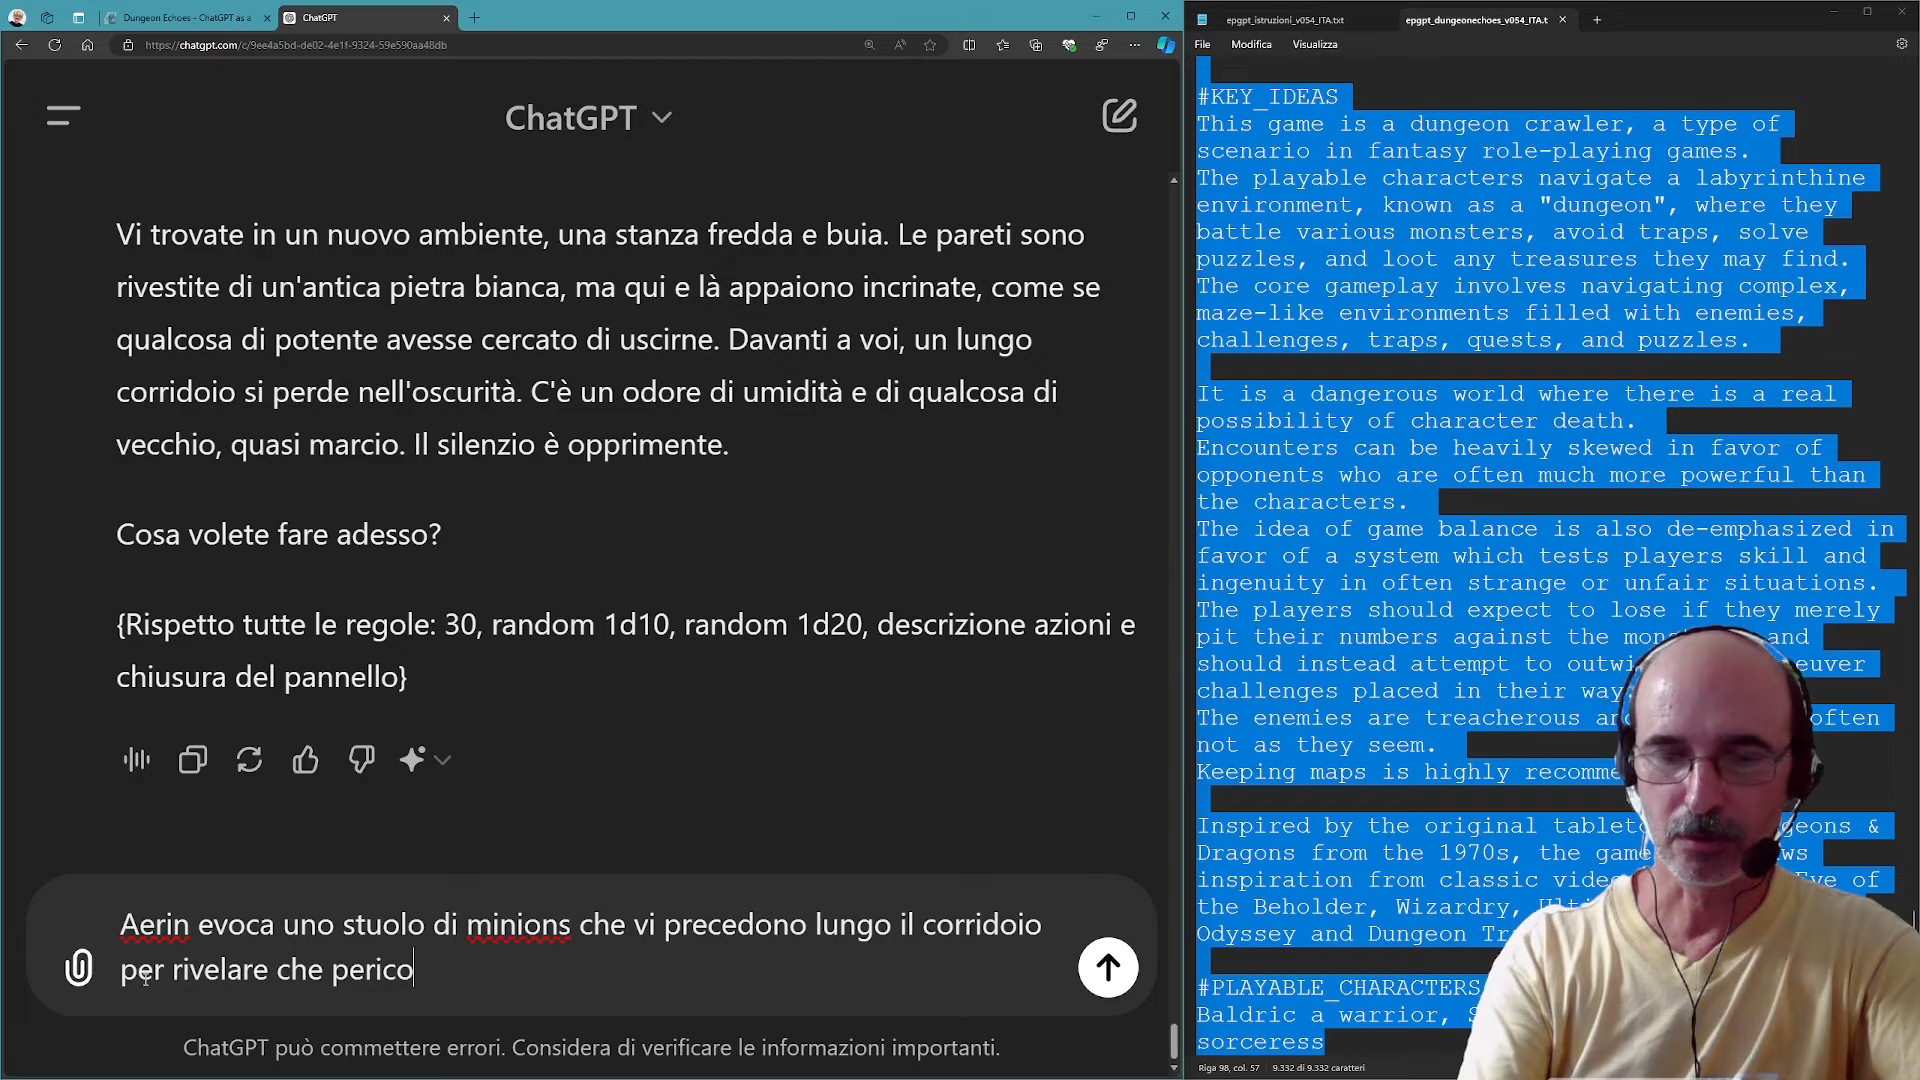 Dungeon Echoes - ChatGPT as a
ChatGPT
https://chatgpt.com/c/9ee4a5bd-de02-4e1f-9324-59e590aa48db
ChatGPT
Vi trovate in un nuovo ambiente, una stanza fredda e buia. Le pareti sono
rivestite di un'antica pietra bianca, ma qui e là appaiono incrinate, come se
qualcosa di potente avesse cercato di uscirne. Davanti a voi, un lungo
corridoio si perde nell'oscurità. C'è un odore di umidità e di qualcosa di
vecchio, quasi marcio. Il silenzio è opprimente.
Cosa volete fare adesso?
{Rispetto tutte le regole: 30, random 1d10, random 1d20, descrizione azioni e
chiusura del pannello}
Aerin evoca uno stuolo di minions che vi precedono lungo il corridoio
per rivelare che perico
ChatGPT può commettere errori. Considera di verificare le informazioni importanti.
epgpt_istruzioni_v054_ITA.txt
epgpt_dungeonechoes_v054_ITA.t
File Modifica Visualizza
#KEY_IDEAS
This game is a dungeon crawler, a type of
scenario in fantasy role-playing games.
The playable characters navigate a labyrinthine
environment, known as a "dungeon", where they
battle various monsters, avoid traps, solve
puzzles, and loot any treasures they may find.
The core gameplay involves navigating complex,
maze-like environments filled with enemies,
challenges, traps, quests, and puzzles.
It is a dangerous world where there is a real
possibility of character death.
Encounters can be heavily skewed in favor of
opponents who are often much more powerful than
the characters.
The idea of game balance is also de-emphasized in
favor of a system which tests players skill and
ingenuity in often strange or unfair situations.
The players should expect to lose if they merely
pit their numbers against the and
should instead attempt to
challenges placed in their way
The enemies are treacherous often
not as they seem.
Keeping maps is highly
Inspired by the original &
Dragons from the 1970s, the game
inspiration from classic of
the Beholder, Wizardry,
Odyssey and Dungeon
#PLAYABLE_CHARACTERS
Baldric a warrior,
sorceress
Riga 98, col. 57 9.332 di 9.332 caratteri